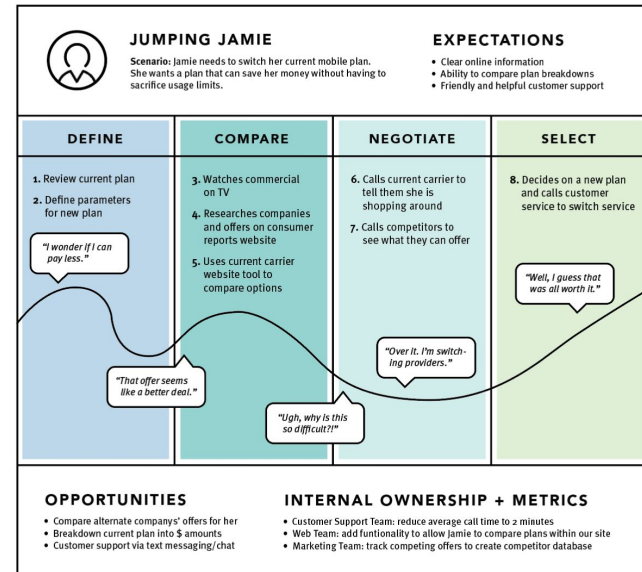 JUMPING JAMIE
Scenario: Jamie needs to switch her current mobile plan.
She wants a plan that can save her money without having to
sacrifice usage limits.
EXPECTATIONS
• Clear online information
• Ability to compare plan breakdowns
• Friendly and helpful customer support
DEFINE
1. Review current plan
2. Define parameters
for new plan
"I wonder if I can
pay less."
"That offer seems
like a better deal."
COMPARE
3. Watches commercial
on TV
4. Researches companies
and offers on consumer
reports website
5. Uses current carrier
website tool to
compare options
"Ugh, why is this
so difficult?!"
NEGOTIATE
6. Calls current carrier to
tell them she is
shopping around
7. Calls competitors to
see what they can offer
"Over it. I'm switch-
ing providers."
SELECT
8. Decides on a new plan
and calls customer
service to switch service
"Well, I guess that
was all worth it."
OPPORTUNITIES
• Compare alternate companys' offers for her
• Breakdown current plan into $ amounts
• Customer support via text messaging/chat
INTERNAL OWNERSHIP + METRICS
• Customer Support Team: reduce average call time to 2 minutes
• Web Team: add funtionality to allow Jamie to compare plans within our site
• Marketing Team: track competing offers to create competitor database